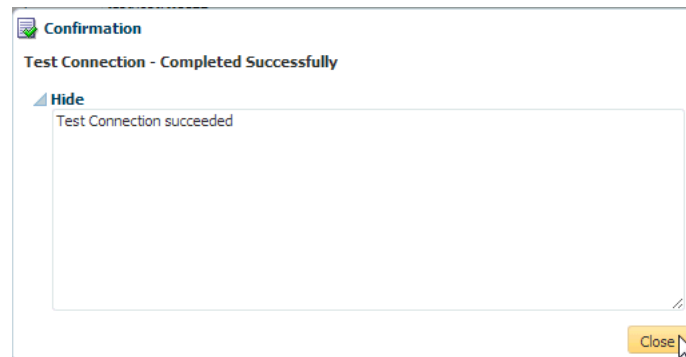 Confirmation
Test Connection - Completed Successfully
Hide
Test Connection succeeded
Close